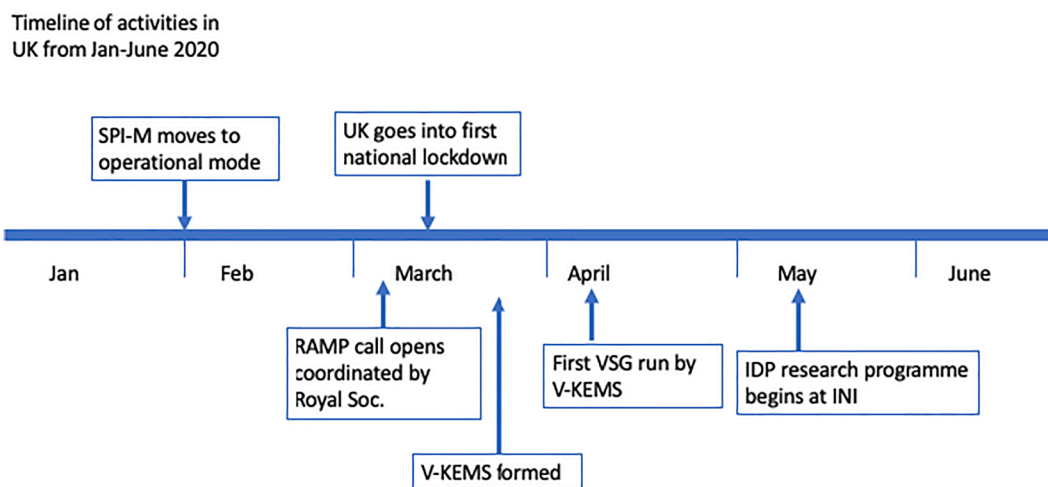 Timeline of activities in
UK from Jan-June 2020
SPI-M moves to
operational mode
UK goes into first
national lockdown
Jan
Feb
March
April
May
June
RAMP call opens
coordinated by
Royal Soc.
First VSG run by
V-KEMS
IDP research programme
begins at INI
V-KEMS formed